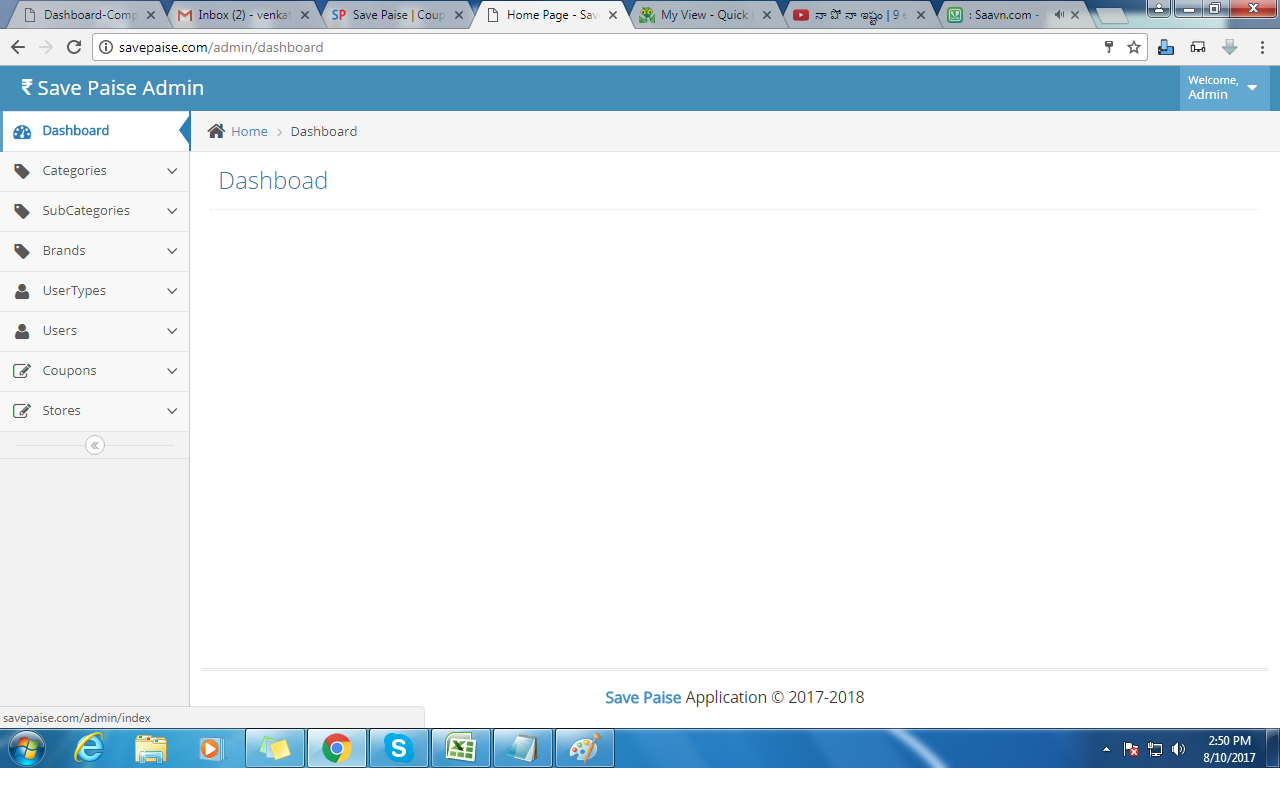 Dashboard-Comp
Inbox (2) - venkat
SP Save Paise | Coup
Home Page - Sav
My View - Quick
నా పో నా ఇష్టం | 9
: Saavn.com -
savepaise.com/admin/dashboard
₹ Save Paise Admin
Welcome,
Admin
Dashboard
Home > Dashboard
Dashboad
Categories
SubCategories
Brands
UserTypes
Users
Coupons
Stores
Save Paise Application © 2017-2018
savepaise.com/admin/index
2:50 PM
8/10/2017